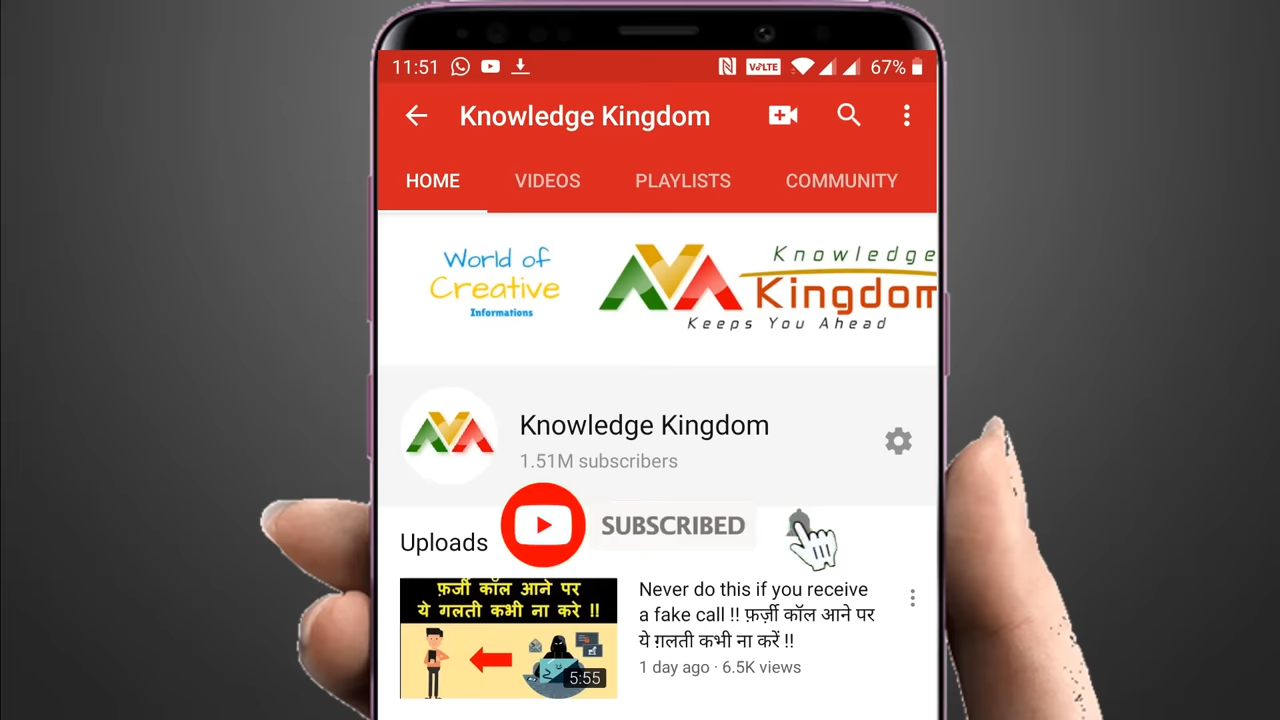 11:51
VoLTE
67%
Knowledge Kingdom
HOME VIDEOS PLAYLISTS COMMUNITY
World of
Creative
Informations
Knowledge
Kingdom
Keeps You Ahead
Knowledge Kingdom
1.51M subscribers
SUBSCRIBED
Uploads
फ़र्जी कॉल आने पर
ये गलती कभी ना करे !!
5:55
Never do this if you receive
a fake call !! फ़र्ज़ी कॉल आने पर
ये ग़लती कभी ना करें !!
1 day ago · 6.5K views